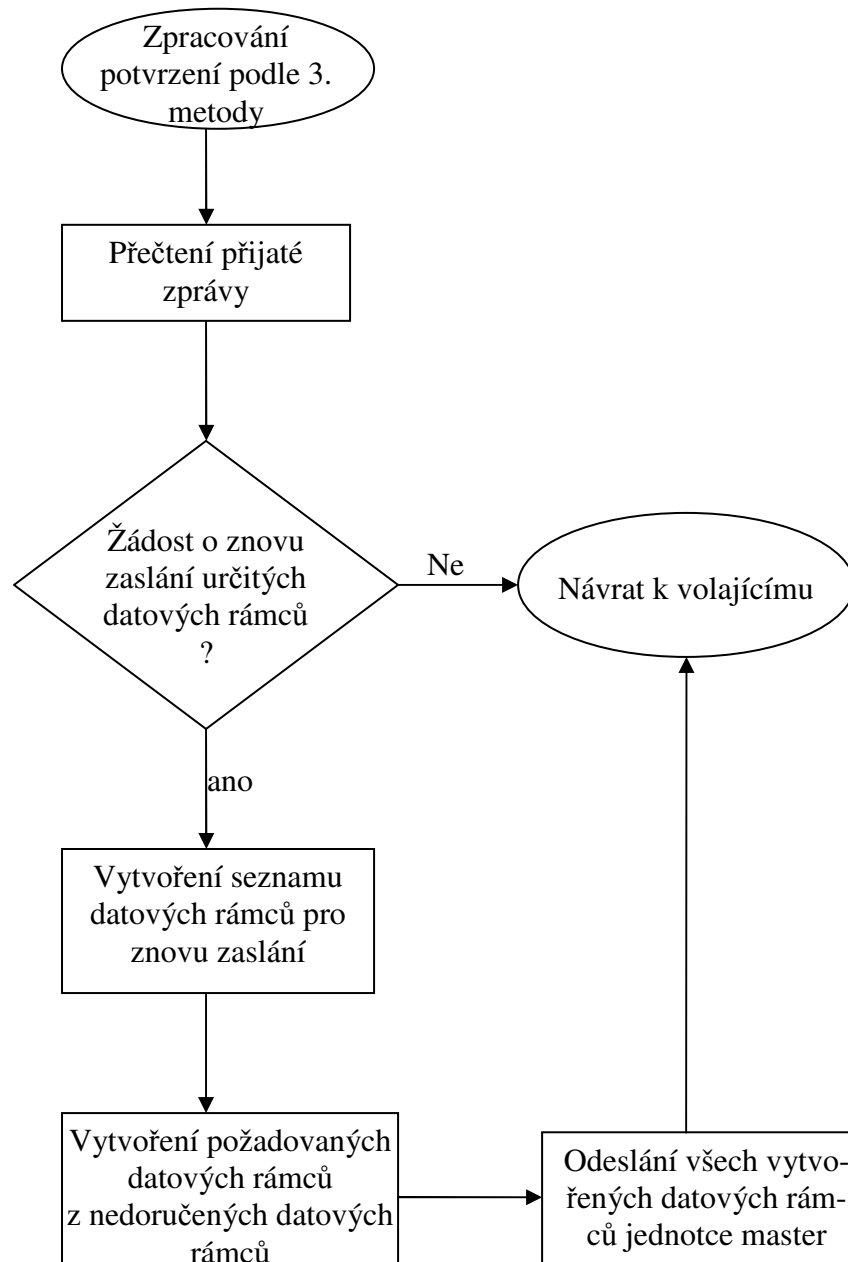 Zpracování
potvrzení podle 3.
metody
Přečtení přijaté
zprávy
Žádost o znovu
zaslání určitých
datových rámců
?
Ne
Návrat k volajícímu
ano
Vytvoření seznamu
datových rámců pro
znovu zaslání
Vytvoření požadovaných
datových rámců
z nedoručených datových
rámců
Odeslání všech vytvo-
řených datových rám-
ců jednotce master